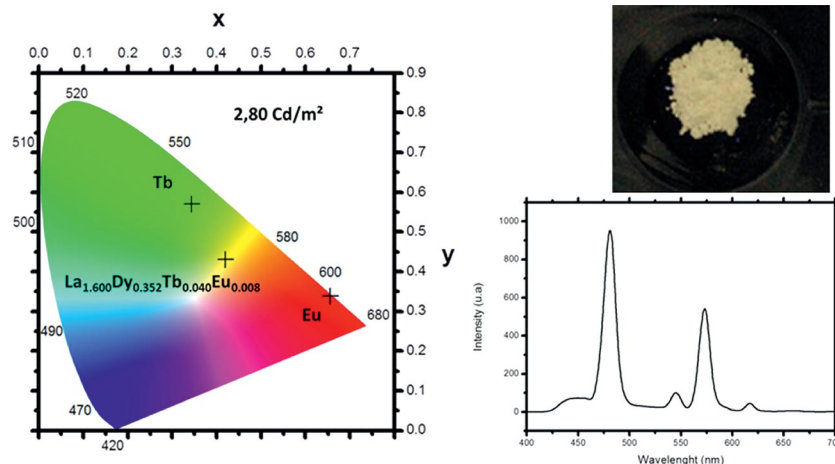 x
0.0 0.1 0.2 0.3 0.4 0.5 0.6 0.7
0.9
0.8
0.7
0.6
0.5
0.4
0.3
0.2
0.1
0.0
y
2,80 Cd/m²
520
510
550
Tb
500
580
La1.600Dy0.352Tb0.040Eu0.008
600
490
Eu
680
470
420
1000
800
600
400
200
0
Intensity (u.a)
400 450 500 550 600 650 700
Wavelenght (nm)